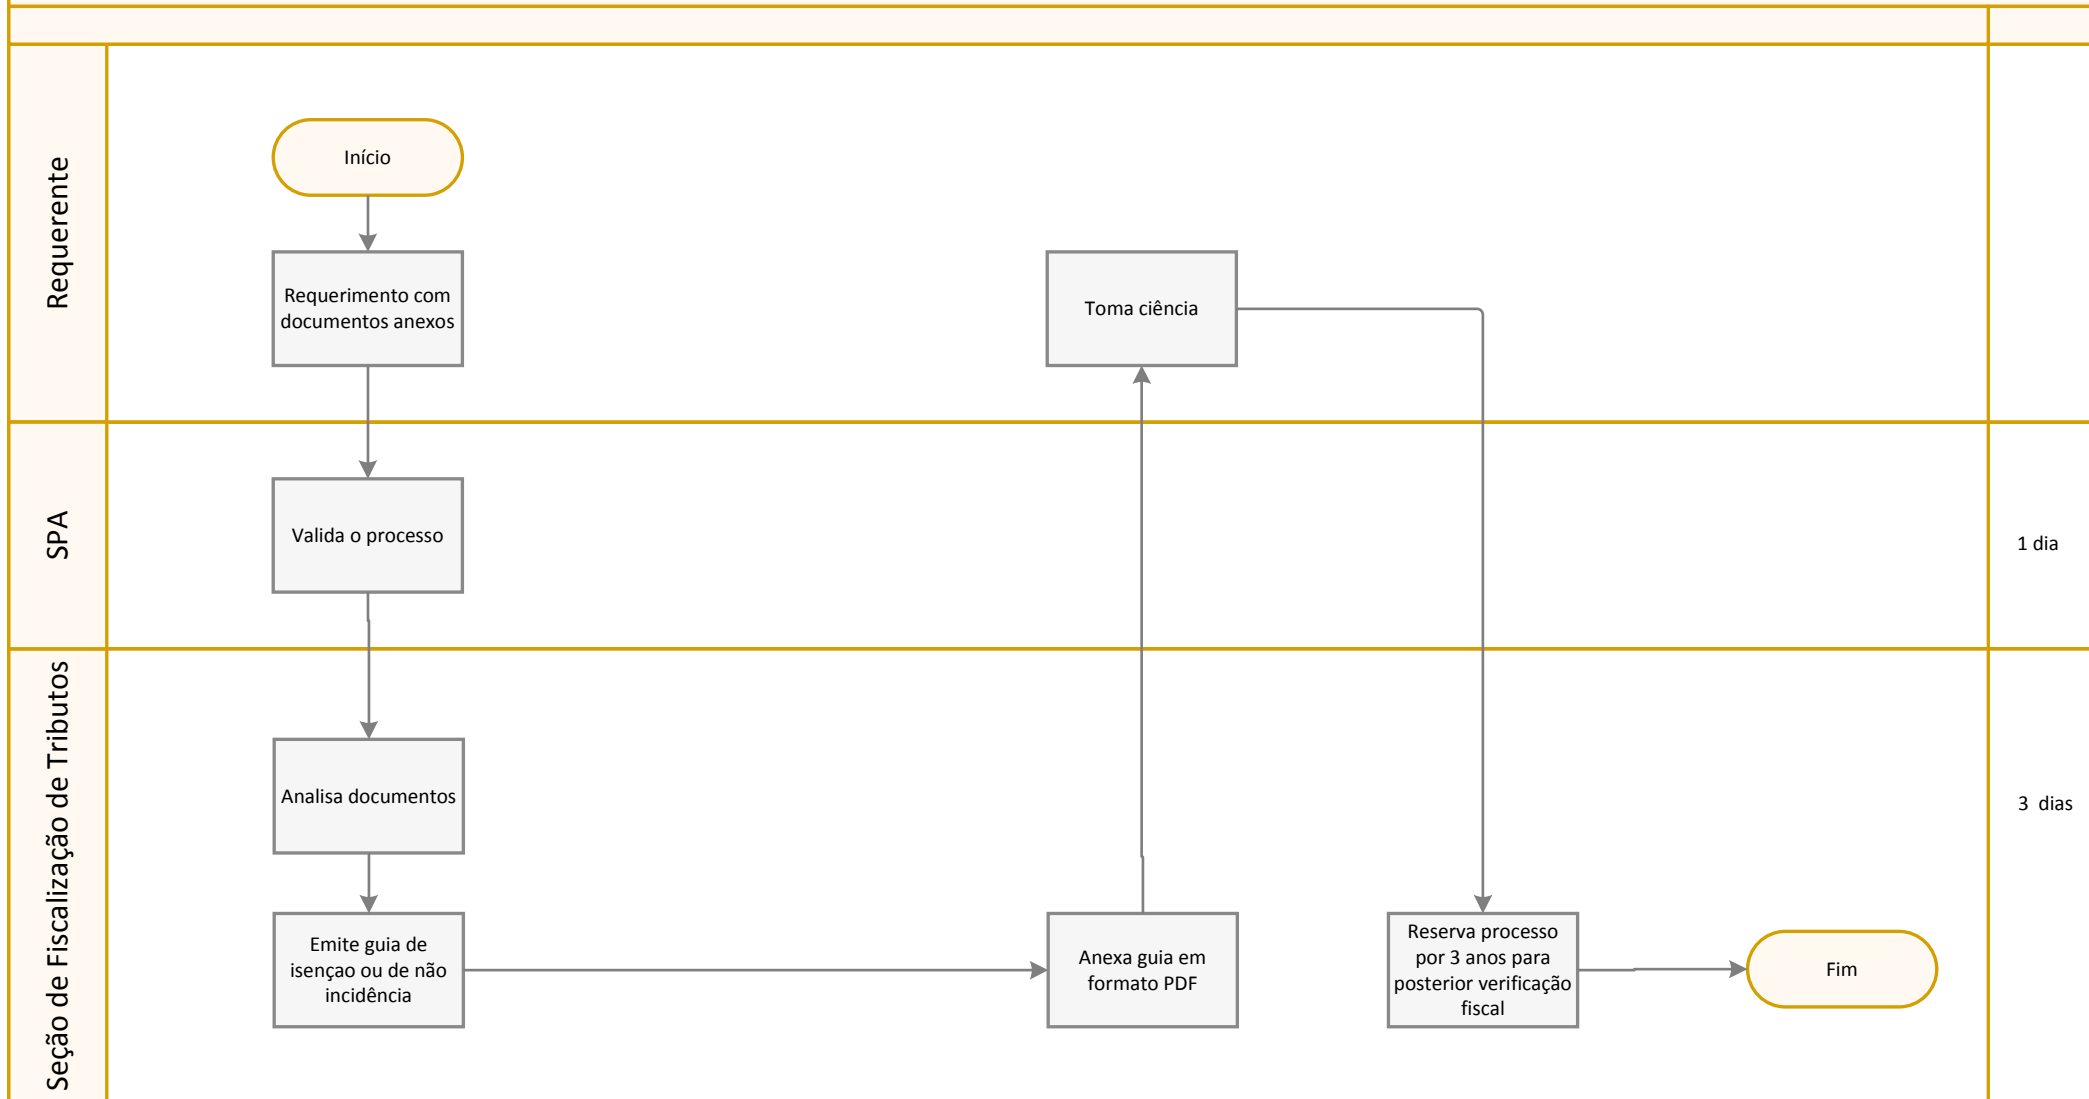 Requerente
Início
Requerimento com
documentos anexos
Toma ciência
SPA
Valida o processo
1 dia
Seção de Fiscalização de Tributos
Analisa documentos
3 dias
Emite guia de
isençao ou de não
incidência
Anexa guia em
formato PDF
Reserva processo
por 3 anos para
posterior verificação
fiscal
Fim